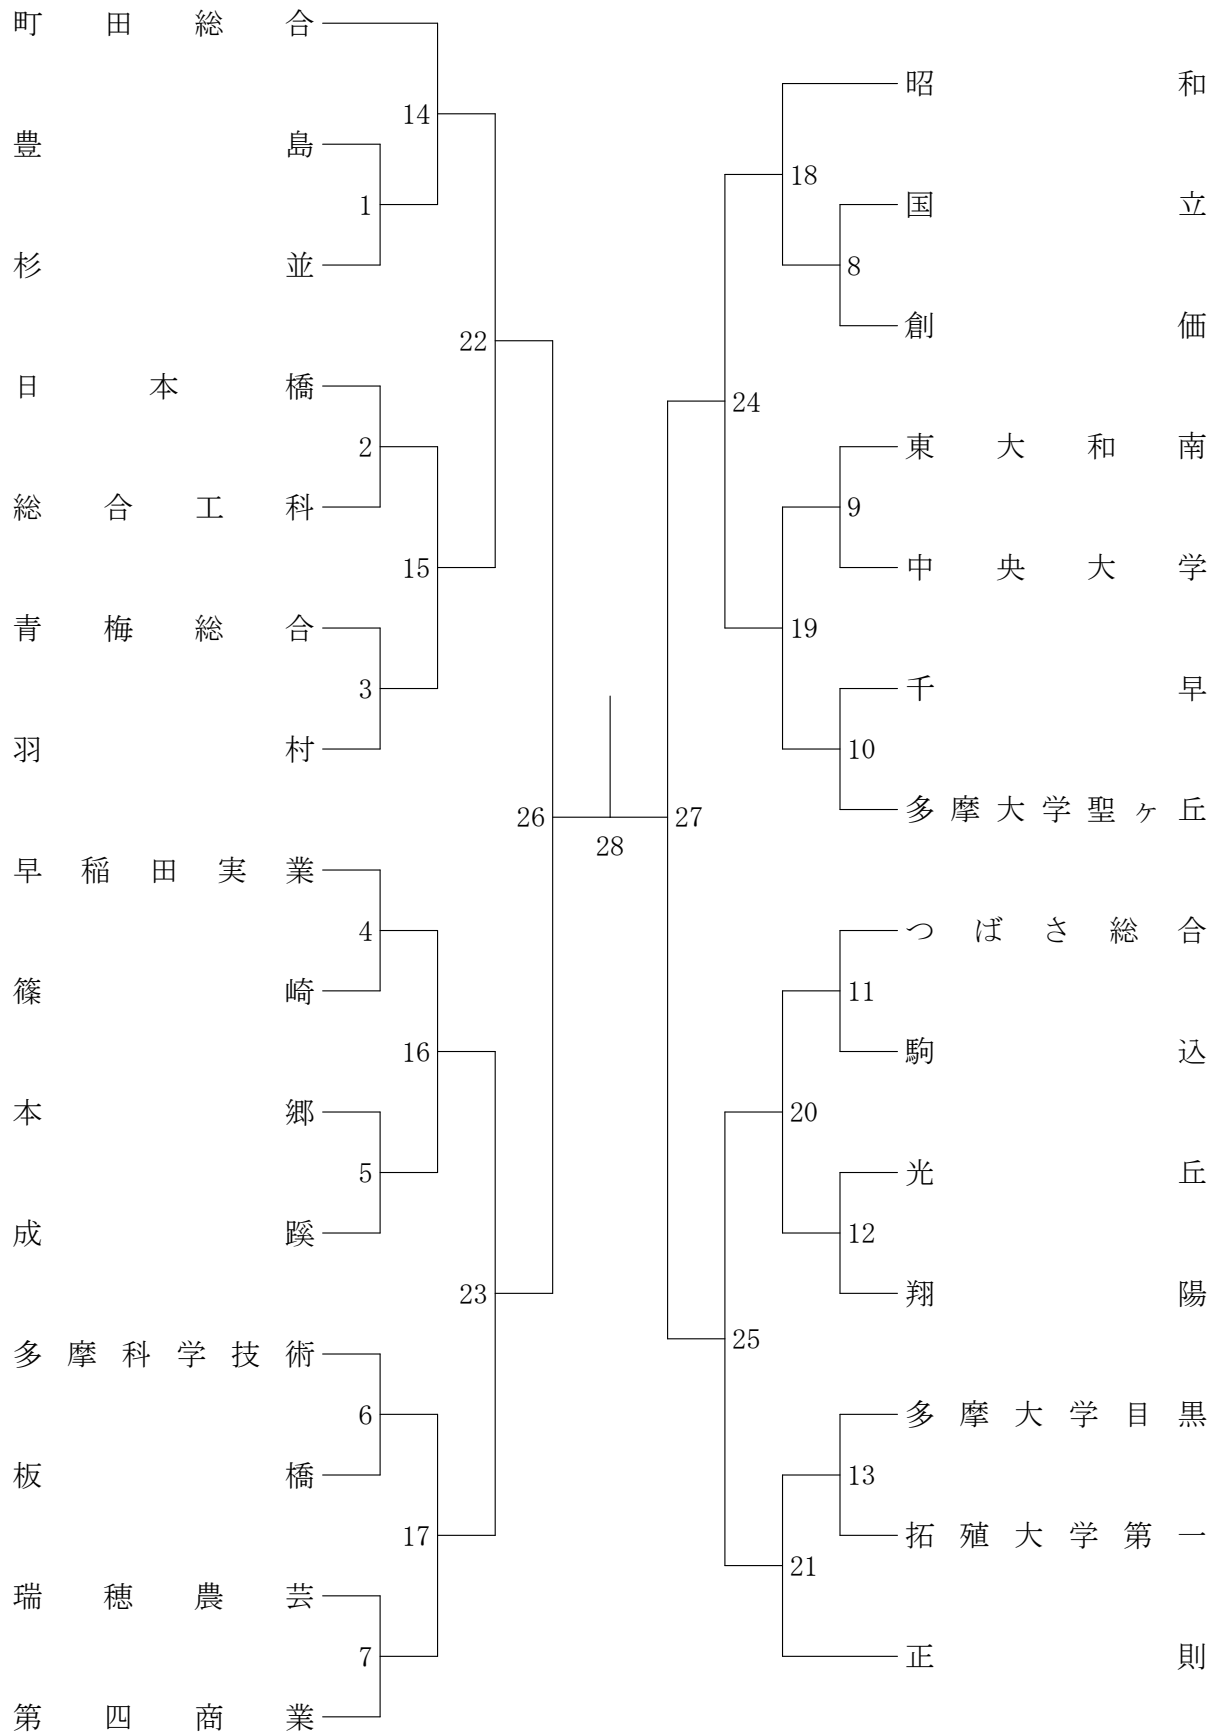 町田総合
豊島
杉並
日本橋
総合工科
青梅総合
羽村
早稲田実業
篠崎
本郷
成蹊
多摩科学技術
板橋
瑞穂農芸
第四商業
1
2
3
4
5
6
7
14
15
16
17
22
23
26
28
27
24
25
18
19
20
21
8
9
10
11
12
13
昭和
国立
創価
東大和南
中央大学
千早
多摩大学聖ヶ丘
つばさ総合
駒込
光丘
翔陽
多摩大学目黒
拓殖大学第一
正則